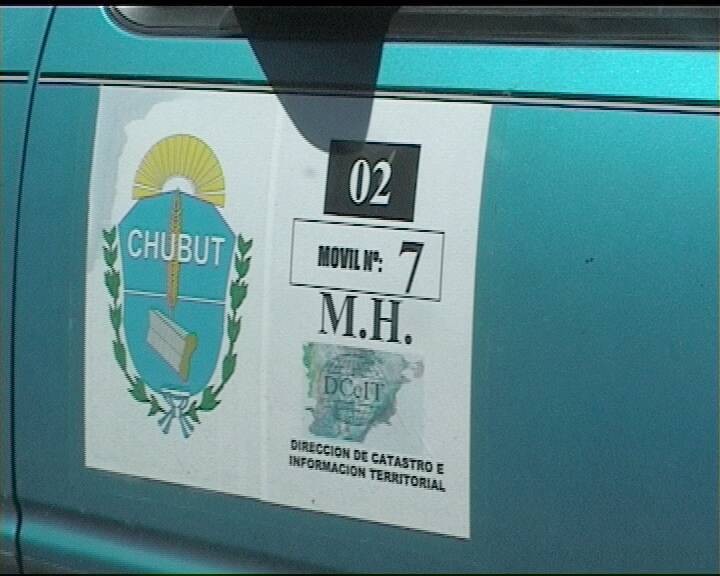 CHUBUT
02
MOVIL Nº: 7
M.H.
DCeIT
DIRECCION DE CATASTRO E
INFORMACION TERRITORIAL